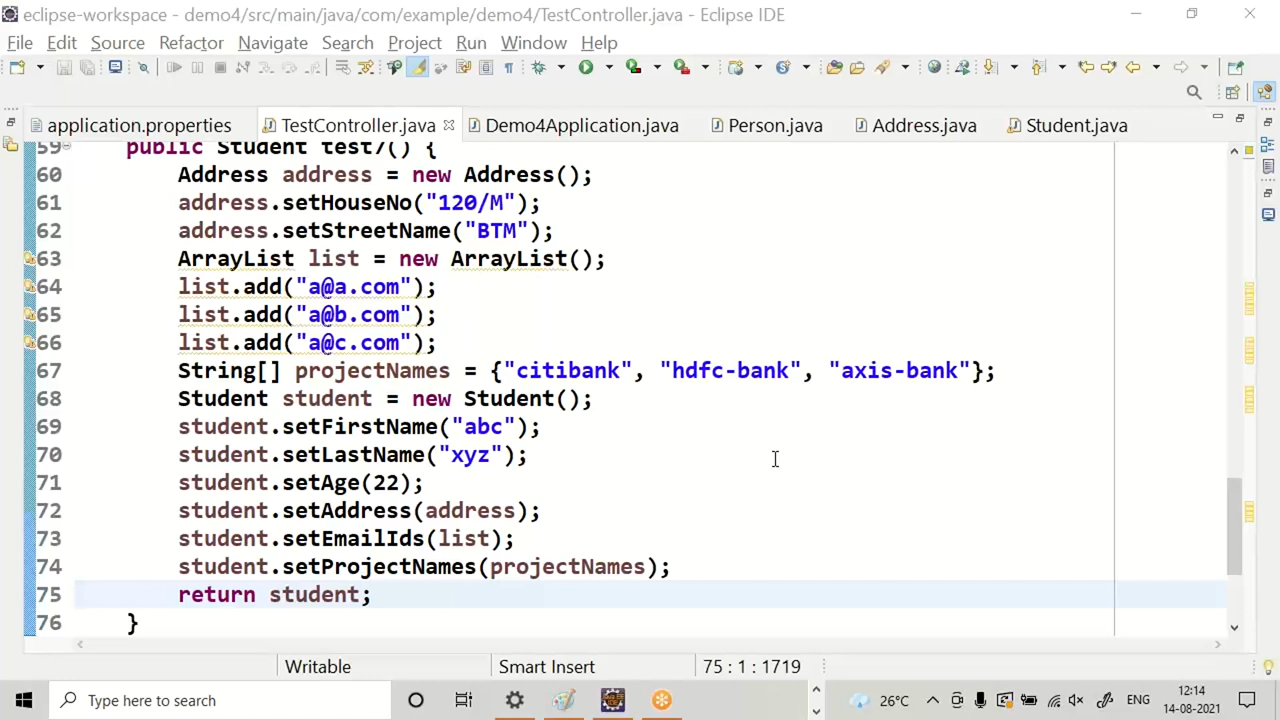 eclipse-workspace - demo4/src/main/java/com/example/demo4/TestController.java - Eclipse IDE
File Edit Source Refactor Navigate Search Project Run Window Help
application.properties TestController.java Demo4Application.java Person.java Address.java Student.java
59 public Student test7() {
60 Address address = new Address();
61 address.setHouseNo("120/M");
62 address.setStreetName("BTM");
63 ArrayList list = new ArrayList();
64 list.add("a@a.com");
65 list.add("a@b.com");
66 list.add("a@c.com");
67 String[] projectNames = {"citibank", "hdfc-bank", "axis-bank"};
68 Student student = new Student();
69 student.setFirstName("abc");
70 student.setLastName("xyz");
71 student.setAge(22);
72 student.setAddress(address);
73 student.setEmailIds(list);
74 student.setProjectNames(projectNames);
75 return student;
76 }
Writable Smart Insert 75 : 1 : 1719
Type here to search 26°C ENG 12:14
14-08-2021